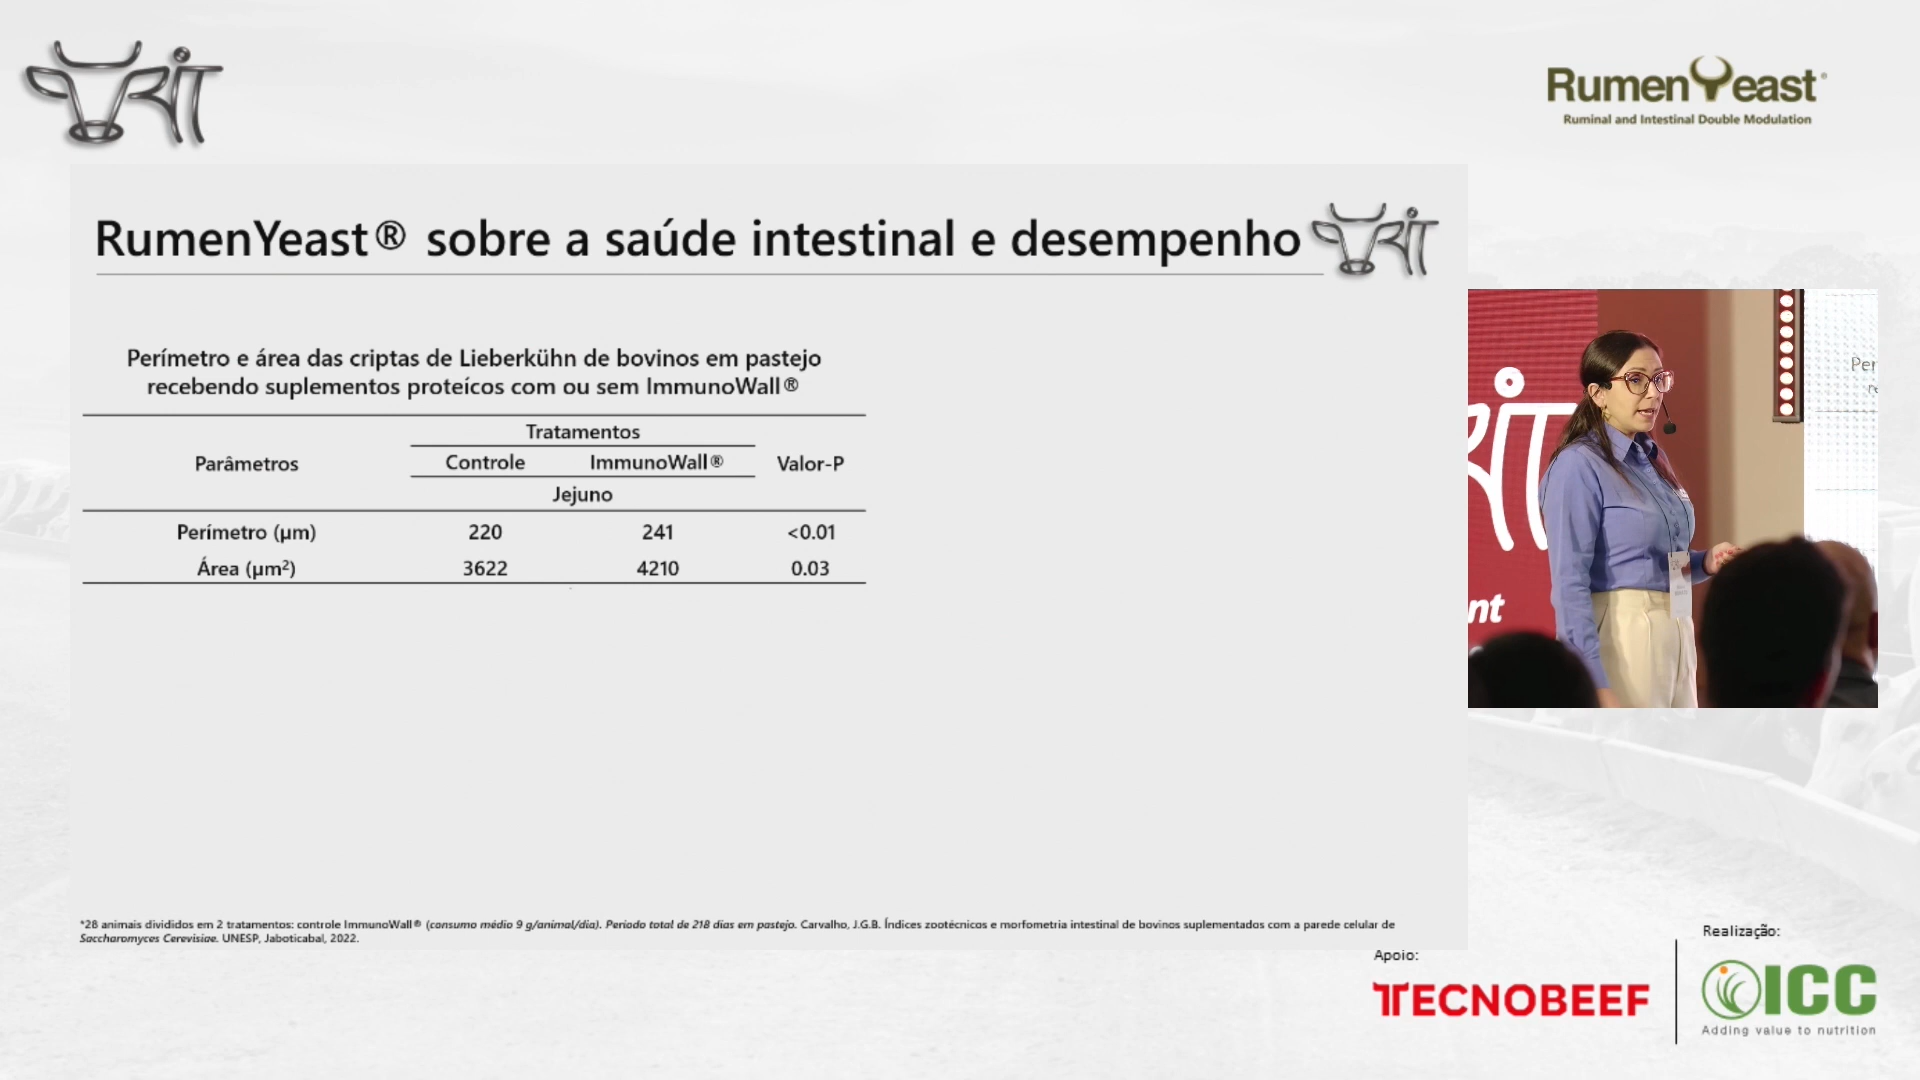 RIT
RumenYeast®
Ruminal and Intestinal Double Modulation
RumenYeast® sobre a saúde intestinal e desempenho
RIT
Perímetro e área das criptas de Lieberkühn de bovinos em pastejo
recebendo suplementos proteícos com ou sem ImmunoWall®
Tratamentos
Parâmetros Controle ImmunoWall® Valor-P
Jejuno
Perímetro (µm) 220 241 <0.01
Área (µm²) 3622 4210 0.03
Per
nt
*28 animais divididos em 2 tratamentos: controle ImmunoWall® (consumo médio 9 g/animal/dia). Período total de 218 dias em pastejo. Carvalho, J.G.B. Índices zootécnicos e morfometria intestinal de bovinos suplementados com a parede celular de
Saccharomyces Cerevisiae. UNESP, Jaboticabal, 2022.
Apoio:
TECNOBEEF
Realização:
ICC
Adding value to nutrition